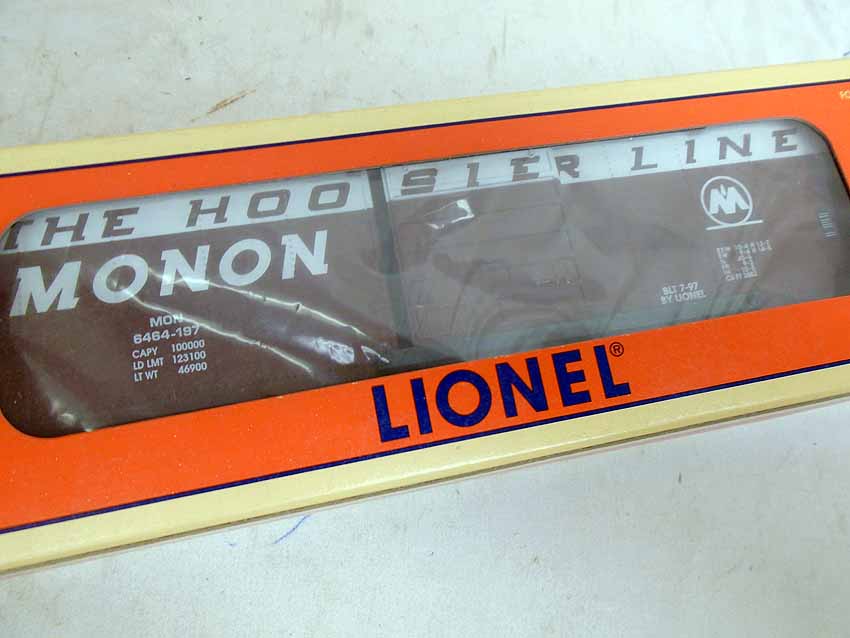 THE HOOSIER LINE
MONON
MON
6464-197
CAPY 100000
LD LMT 123100
LT WT 46900
M
BLT 7-97
BY LIONEL
LIONEL®